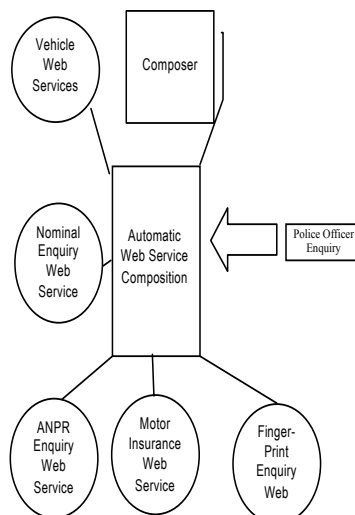 Vehicle
Web
Services
Composer
Nominal
Enquiry
Web
Service
Automatic
Web Service
Composition
Police Officer
Enquiry
ANPR
Enquiry
Web
Service
Motor
Insurance
Web
Service
Finger-
Print
Enquiry
Web